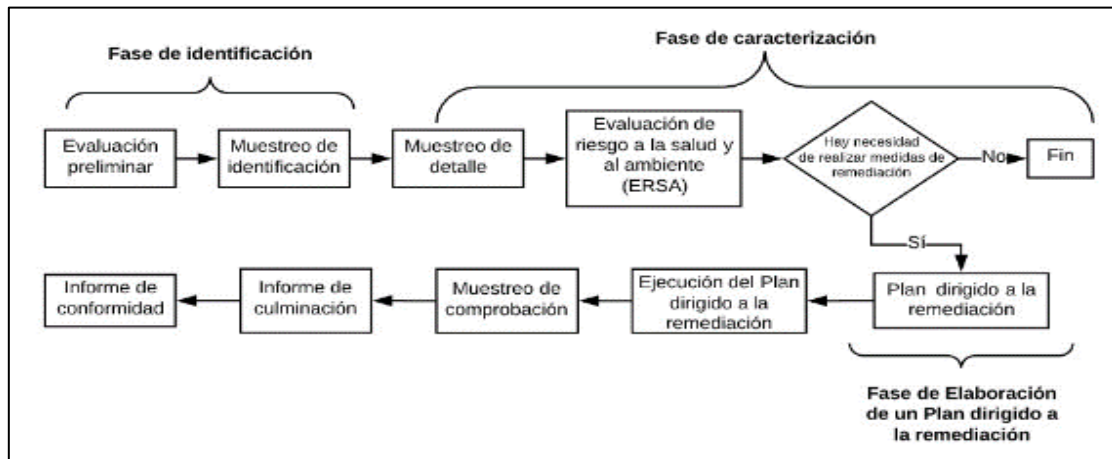 Fase de identificación
Fase de caracterización
Evaluación
preliminar
Muestreo de
identificación
Muestreo de
detalle
Evaluación de
riesgo a la salud y
al ambiente
(ERSA)
Hay necesidad
de realizar medidas de
remediación
No
Fin
Sí
Informe de
conformidad
Informe de
culminación
Muestreo de
comprobación
Ejecución del Plan
dirigido a la
remediación
Plan dirigido a la
remediación
Fase de Elaboración
de un Plan dirigido a
la remediación